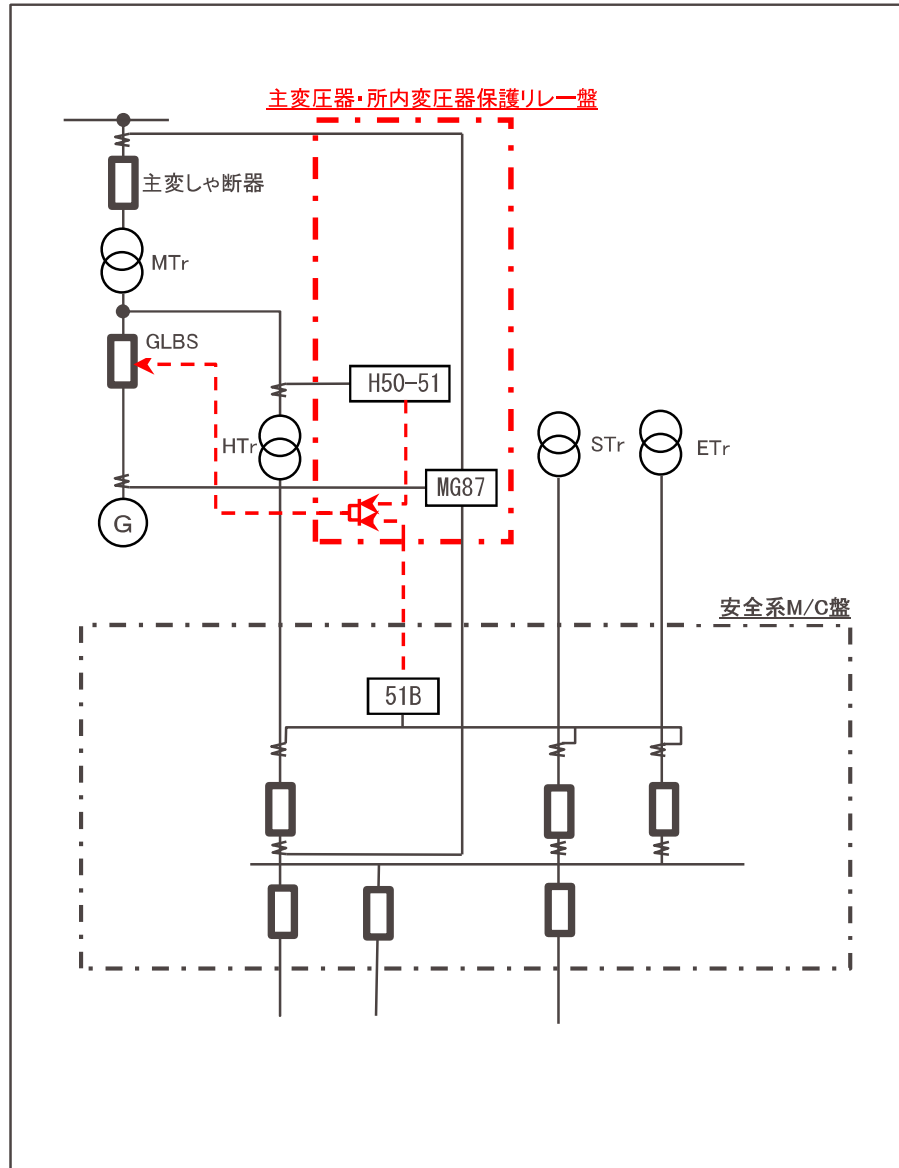 主変圧器・所内変圧器保護リレー盤
主変しゃ断器
MTr
GLBS
H50-51
HTr
STr
ETr
MG87
G
安全系M/C盤
51B